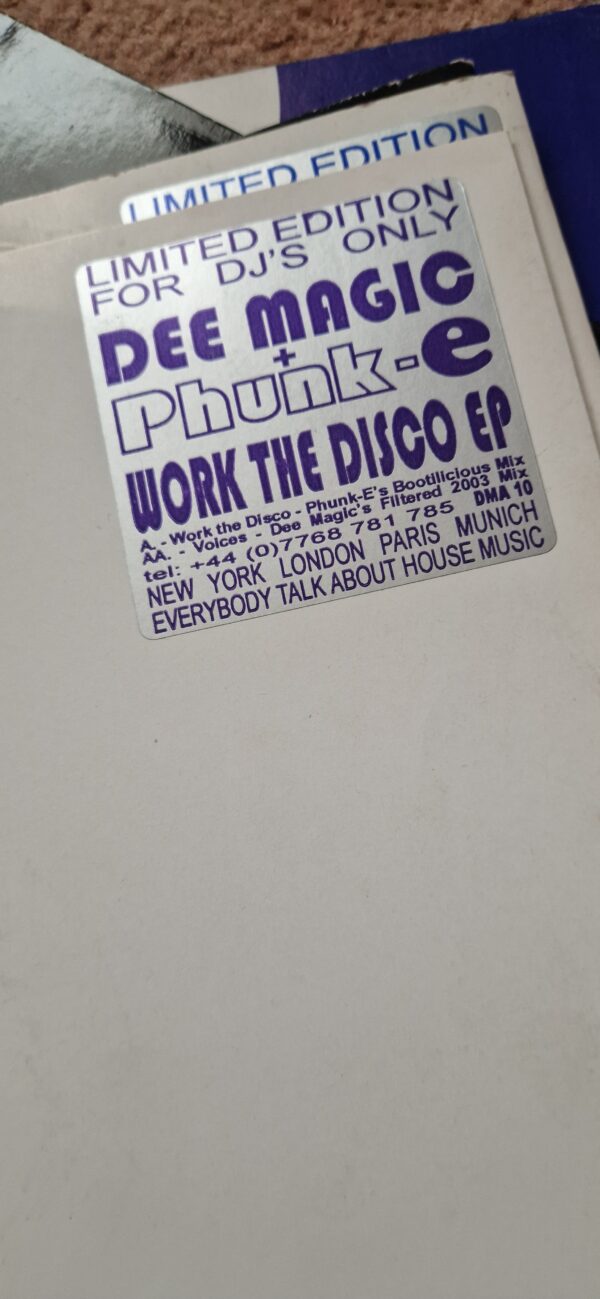 LIMITED EDITION
LIMITED EDITION
FOR DJ'S ONLY
DEE MAGIC
+
Phunk-e
WORK THE DISCO EP
A. - Work the Disco - Phunk-E's Bootilicious Mix
AA. - Voices - Dee Magic's Filtered 2003 Mix
tel: +44 (0)7768 781 785 DMA 10
NEW YORK LONDON PARIS MUNICH
EVERYBODY TALK ABOUT HOUSE MUSIC